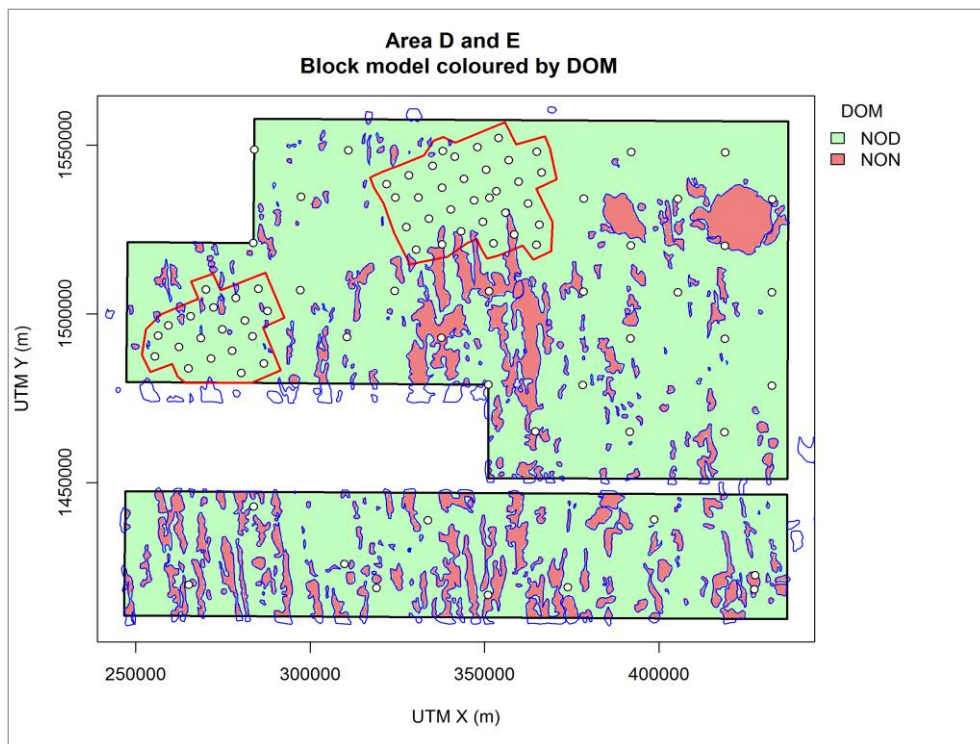 Area D and E
Block model coloured by DOM
DOM
NOD
NON
UTM Y (m)
1550000
1500000
1450000
250000
300000
350000
400000
UTM X (m)